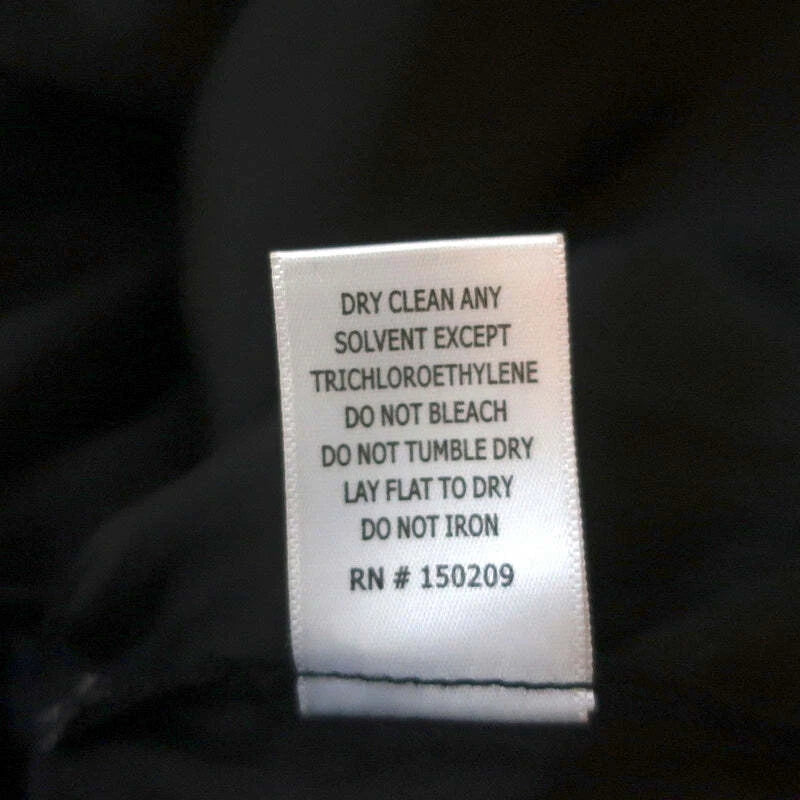 DRY CLEAN ANY
SOLVENT EXCEPT
TRICHLOROETHYLENE
DO NOT BLEACH
DO NOT TUMBLE DRY
LAY FLAT TO DRY
DO NOT IRON
RN # 150209